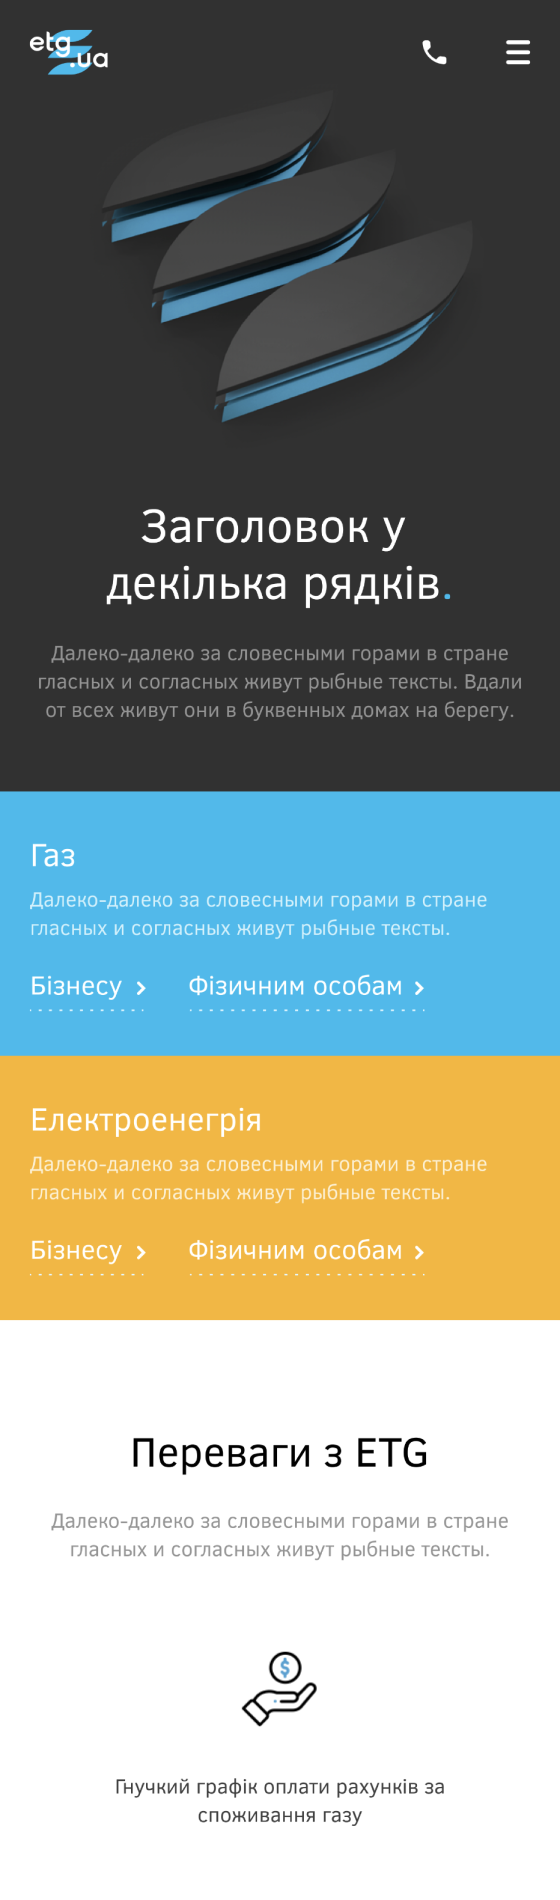 etg
.ua
Заголовок у
декілька рядків.
Далеко-далеко за словесными горами в стране
гласных и согласных живут рыбные тексты. Вдали
от всех живут они в буквенных домах на берегу.
Газ
Далеко-далеко за словесными горами в стране
гласных и согласных живут рыбные тексты.
Бізнесу Фізичним особам
Електроенегрія
Далеко-далеко за словесными горами в стране
гласных и согласных живут рыбные тексты.
Бізнесу Фізичним особам
Переваги з ETG
Далеко-далеко за словесными горами в стране
гласных и согласных живут рыбные тексты.
$
Гнучкий графік оплати рахунків за
споживання газу